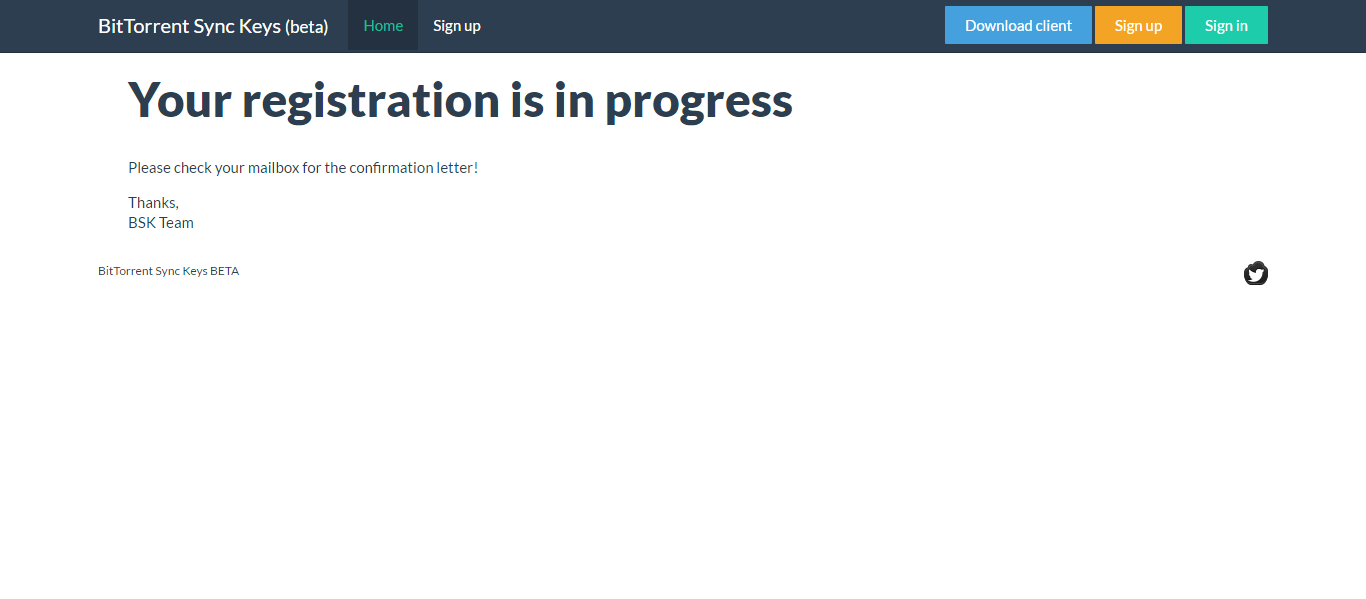 BitTorrent Sync Keys (beta) Home Sign up Download client Sign up Sign in
Your registration is in progress
Please check your mailbox for the confirmation letter!
Thanks,
BSK Team
BitTorrent Sync Keys BETA